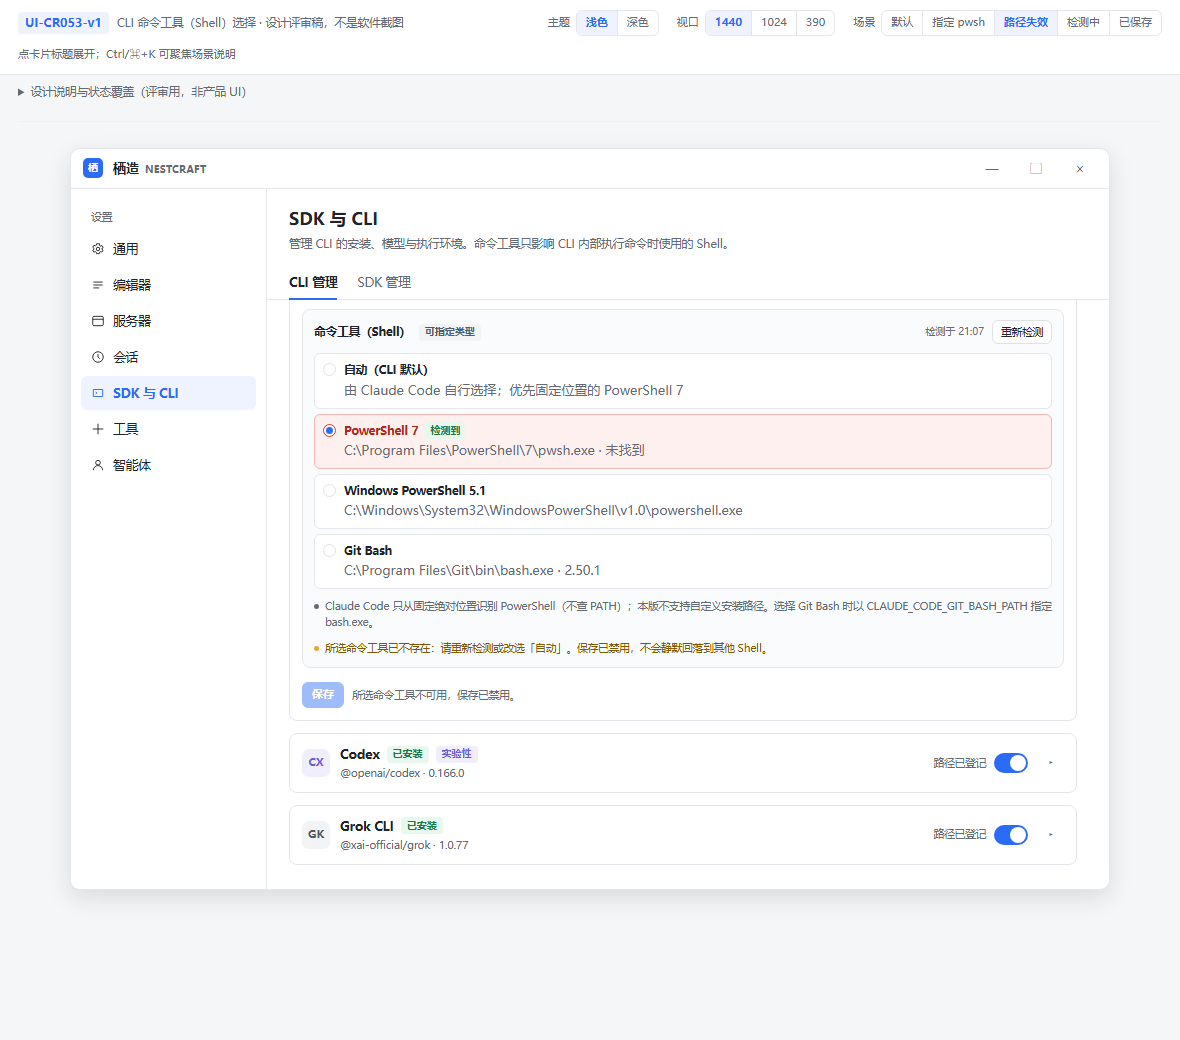 UI-CR053-v1 CLI 命令工具（Shell）选择 · 设计评审稿，不是软件截图 主题 浅色 深色 视口 1440 1024 390 场景 默认 指定 pwsh 路径失效 检测中 已保存
点卡片标题展开；Ctrl/⌘+K 可聚焦场景说明
▶ 设计说明与状态覆盖（评审用，非产品 UI）
栖 栖造 NESTCRAFT
设置
通用
编辑器
服务器
会话
SDK 与 CLI
工具
智能体
SDK 与 CLI
管理 CLI 的安装、模型与执行环境。命令工具只影响 CLI 内部执行命令时使用的 Shell。
CLI 管理 SDK 管理
命令工具（Shell） 可指定类型 检测于 21:07 重新检测
自动（CLI 默认）
由 Claude Code 自行选择；优先固定位置的 PowerShell 7
PowerShell 7 检测到
C:\Program Files\PowerShell\7\pwsh.exe · 未找到
Windows PowerShell 5.1
C:\Windows\System32\WindowsPowerShell\v1.0\powershell.exe
Git Bash
C:\Program Files\Git\bin\bash.exe · 2.50.1
Claude Code 只从固定绝对位置识别 PowerShell（不查 PATH）；本版不支持自定义安装路径。选择 Git Bash 时以 CLAUDE_CODE_GIT_BASH_PATH 指定
bash.exe。
所选命令工具已不存在：请重新检测或改选「自动」。保存已禁用，不会静默回落到其他 Shell。
保存 所选命令工具不可用，保存已禁用。
CX Codex 已安装 实验性
@openai/codex · 0.166.0
路径已登记
GK Grok CLI 已安装
@xai-official/grok · 1.0.77
路径已登记